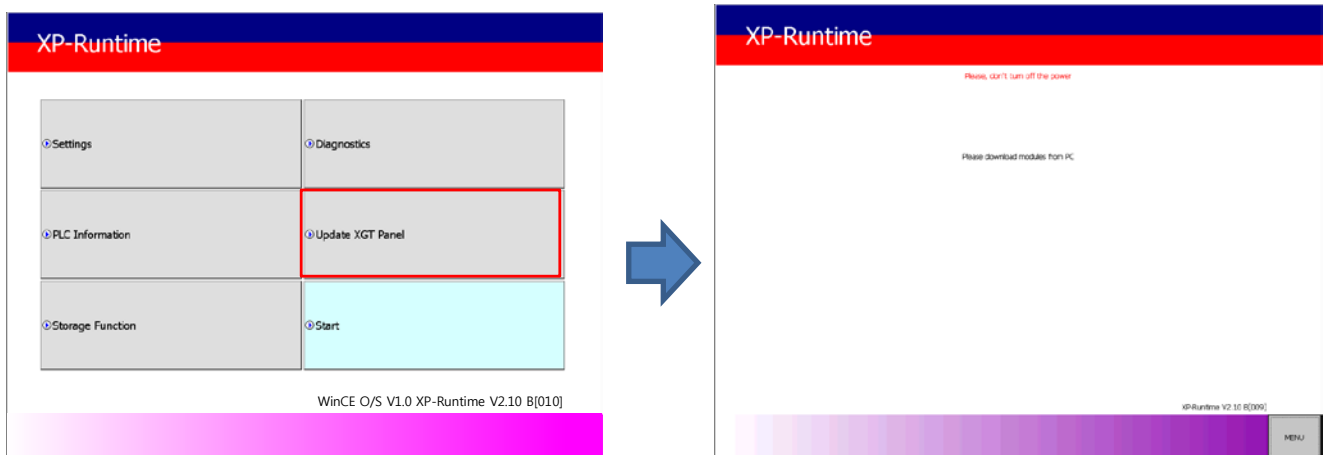 XP-Runtime
Settings
Diagnostics
PLC Information
Update XGT Panel
Storage Function
Start
WinCE O/S V1.0 XP-Runtime V2.10 B[010]
XP-Runtime
Please, don't turn off the power
Please download modules from PC
XP-Runtime V2.10 B[009]
MENU